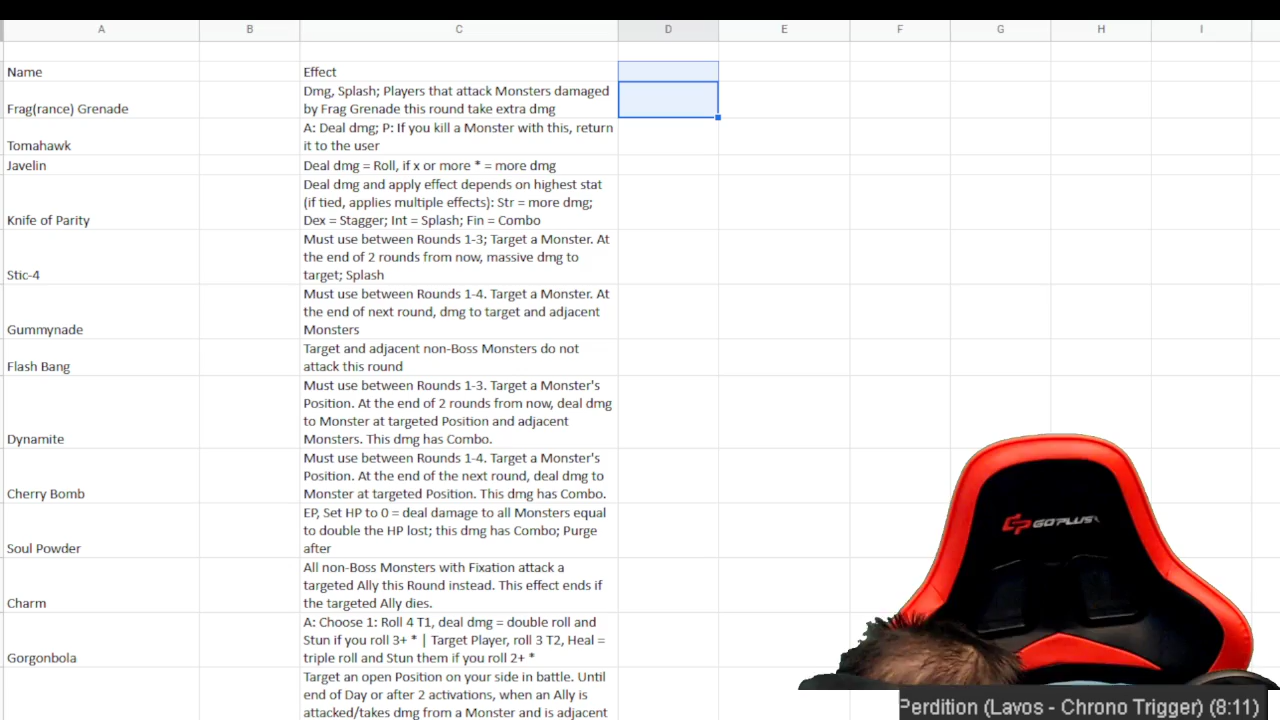 A B C D E F G H I
Name
Effect
Frag(rance) Grenade
Dmg, Splash; Players that attack Monsters damaged
by Frag Grenade this round take extra dmg
Tomahawk
A: Deal dmg; P: If you kill a Monster with this, return
it to the user
Javelin
Deal dmg = Roll, if x or more * = more dmg
Knife of Parity
Deal dmg and apply effect depends on highest stat
(if tied, applies multiple effects): Str = more dmg;
Dex = Stagger; Int = Splash; Fin = Combo
Stic-4
Must use between Rounds 1-3; Target a Monster. At
the end of 2 rounds from now, massive dmg to
target; Splash
Gummynade
Must use between Rounds 1-4. Target a Monster. At
the end of next round, dmg to target and adjacent
Monsters
Flash Bang
Target and adjacent non-Boss Monsters do not
attack this round
Dynamite
Must use between Rounds 1-3. Target a Monster's
Position. At the end of 2 rounds from now, deal dmg
to Monster at targeted Position and adjacent
Monsters. This dmg has Combo.
Cherry Bomb
Must use between Rounds 1-4. Target a Monster's
Position. At the end of the next round, deal dmg to
Monster at targeted Position. This dmg has Combo.
Soul Powder
EP, Set HP to 0 = deal damage to all Monsters equal
to double the HP lost; this dmg has Combo; Purge
after
Charm
All non-Boss Monsters with Fixation attack a
targeted Ally this Round instead. This effect ends if
the targeted Ally dies.
Gorgonbola
A: Choose 1: Roll 4 T1, deal dmg = double roll and
Stun if you roll 3+ * | Target Player, roll 3 T2, Heal =
triple roll and Stun them if you roll 2+ *
Target an open Position on your side in battle. Until
end of Day or after 2 activations, when an Ally is
attacked/takes dmg from a Monster and is adjacent
GOPLUS
Perdition (Lavos - Chrono Trigger) (8:11)